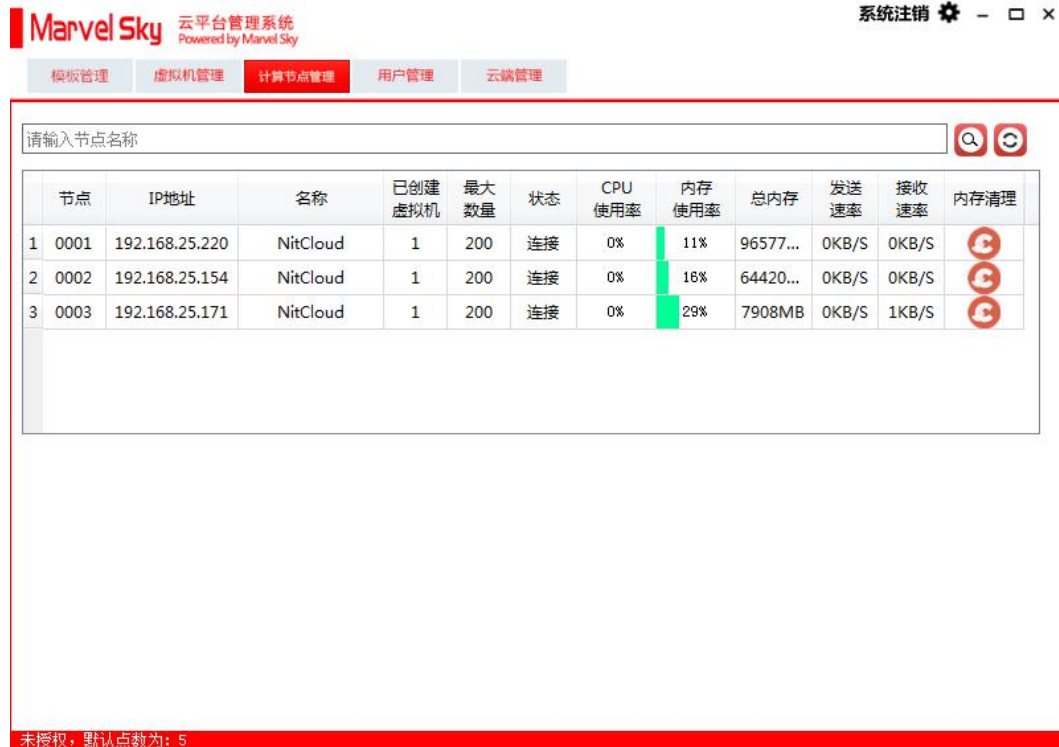 系统注销
Marvel Sky 云平台管理系统
Powered by Marvel Sky
模板管理 虚拟机管理 计算节点管理 用户管理 云端管理
请输入节点名称
节点 IP地址 名称 已创建虚拟机 最大数量 状态 CPU使用率 内存使用率 总内存 发送速率 接收速率 内存清理
1 0001 192.168.25.220 NitCloud 1 200 连接 0% 11% 96577... 0KB/S 0KB/S
2 0002 192.168.25.154 NitCloud 1 200 连接 0% 16% 64420... 0KB/S 0KB/S
3 0003 192.168.25.171 NitCloud 1 200 连接 0% 29% 7908MB 0KB/S 1KB/S
未授权，默认点数为: 5